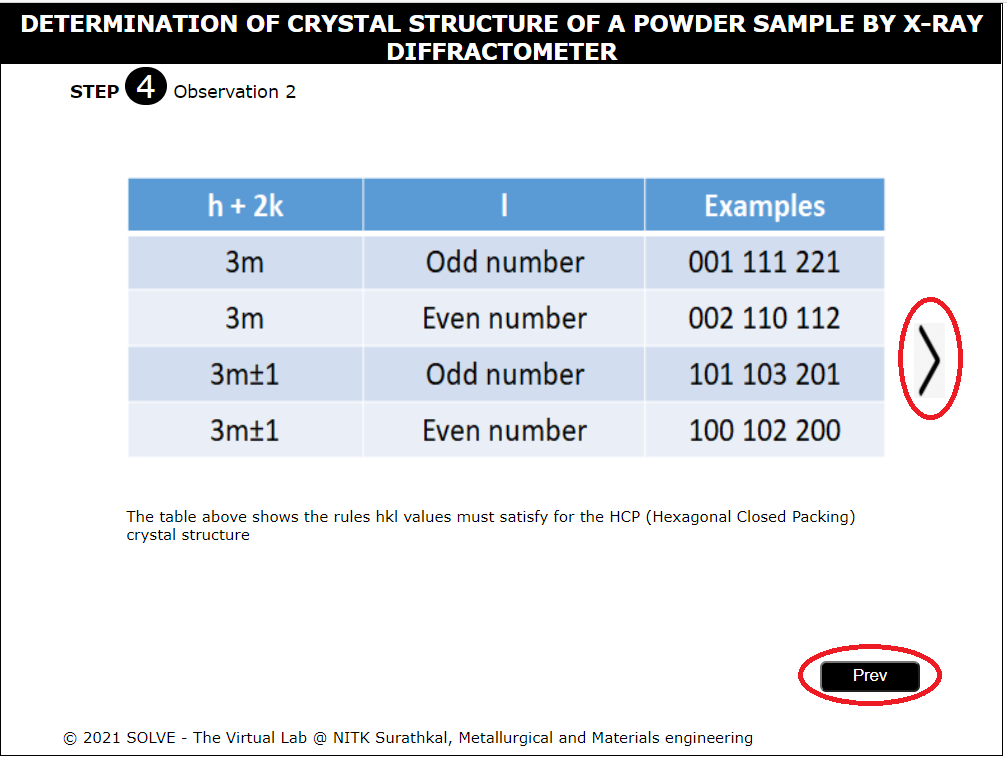 DETERMINATION OF CRYSTAL STRUCTURE OF A POWDER SAMPLE BY X-RAY
DIFFRACTOMETER
STEP 4 Observation 2
h + 2k l Examples
3m Odd number 001 111 221
3m Even number 002 110 112
3m±1 Odd number 101 103 201
3m±1 Even number 100 102 200
The table above shows the rules hkl values must satisfy for the HCP (Hexagonal Closed Packing)
crystal structure
Prev
© 2021 SOLVE - The Virtual Lab @ NITK Surathkal, Metallurgical and Materials engineering